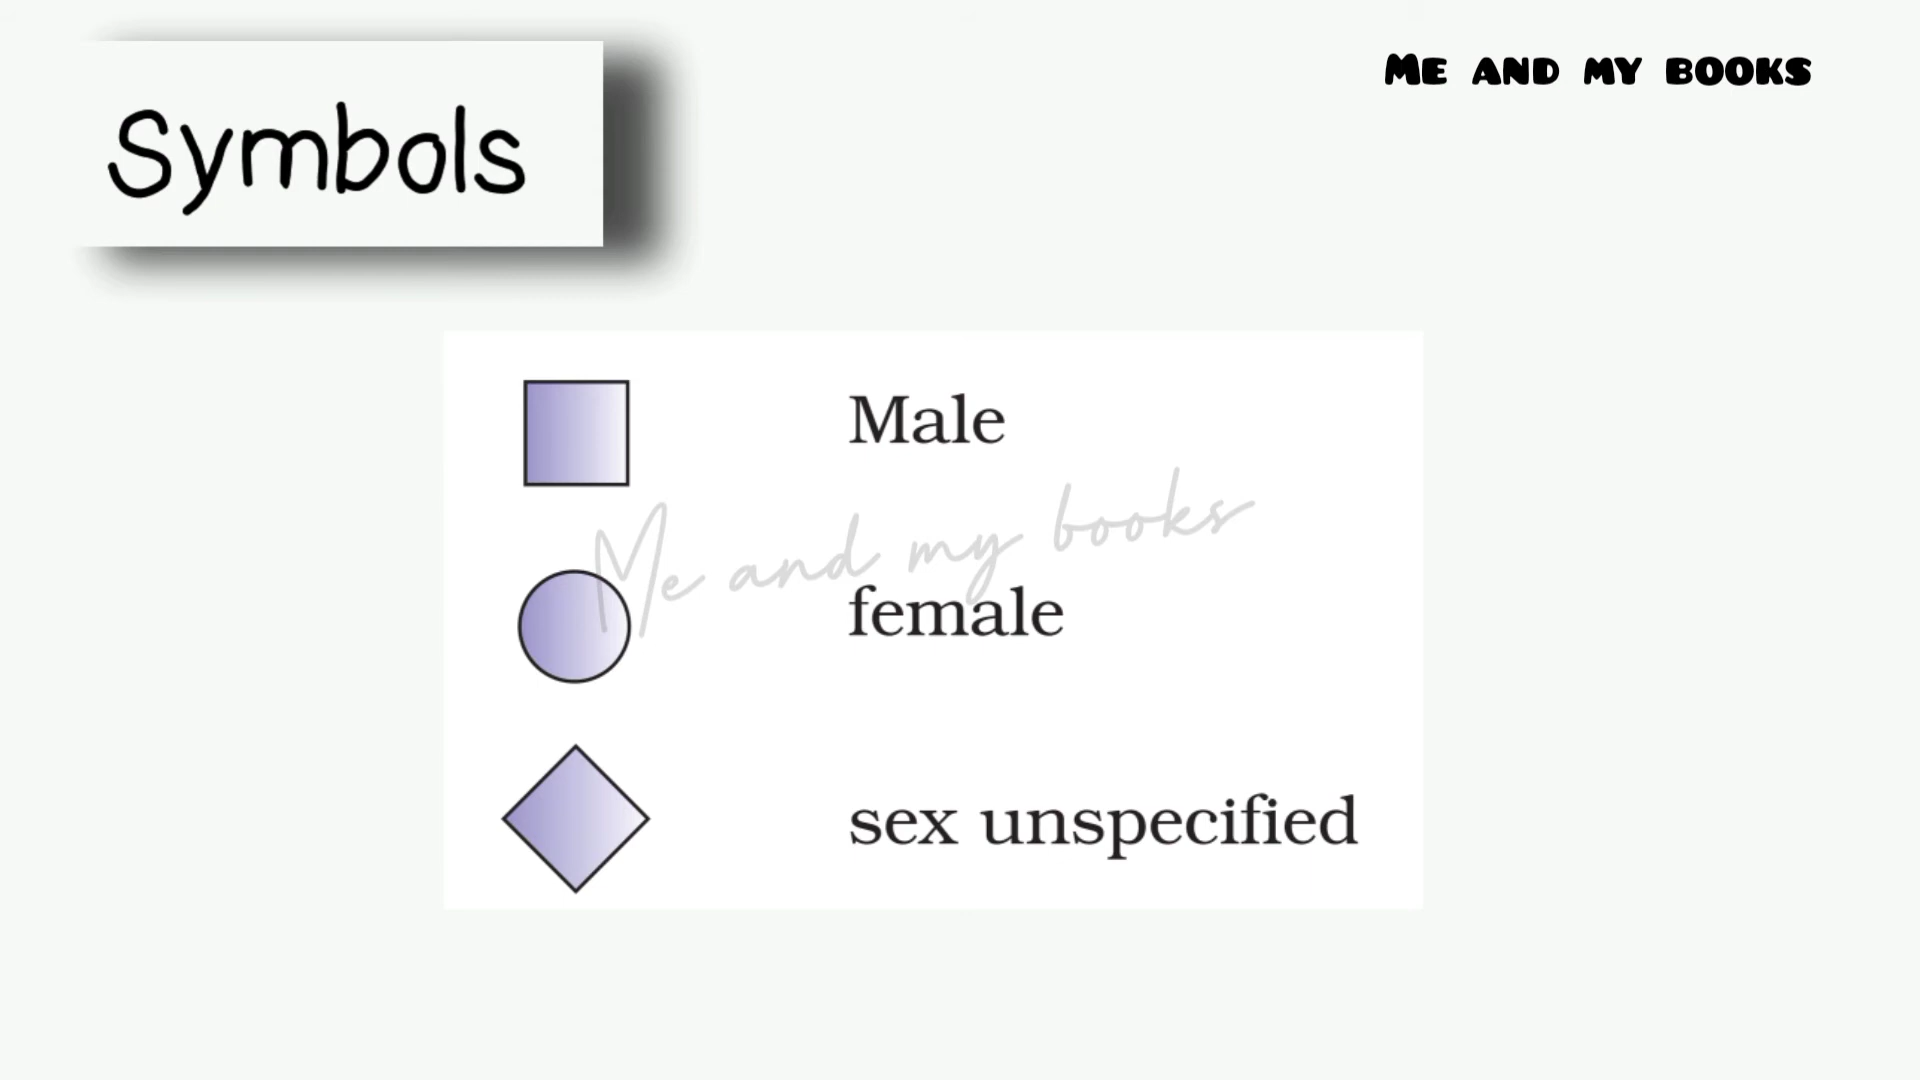 Symbols
Me and my books
Male
Me and my books
female
sex unspecified